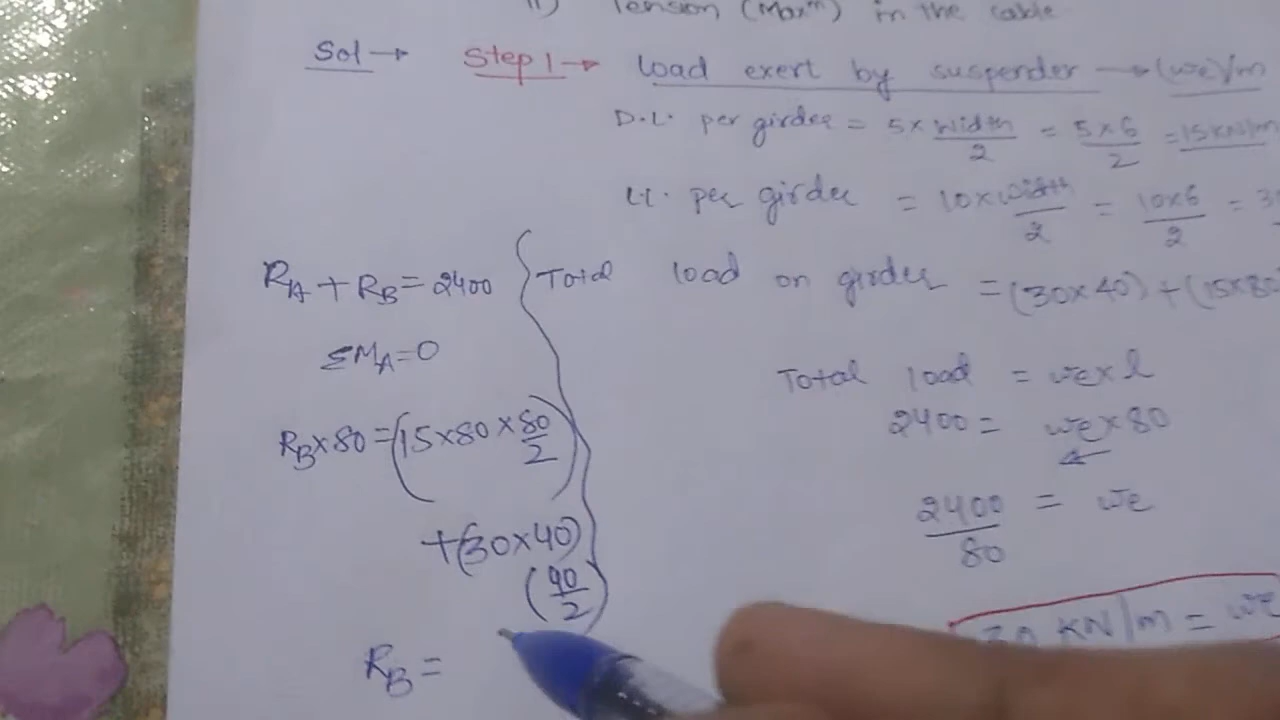 ii) Tension (Maxᵐ) in the cable
Sol → Step 1 → load exert by suspender → (we)/m
D.L. per girder = 5 × width/2 = 5×6/2 = 15 KN/m
L.L. per girder = 10 × width/2 = 10×6/2 =
Total load on girder = (30×40) + (15×80
Total load = we × l
2400 = we × 80
2400/80 = we
30 KN/m = we
RA + RB = 2400
ΣMA = 0
RB × 80 = (15 × 80 × 80/2)
+ (30×40)
(40/2)
RB =